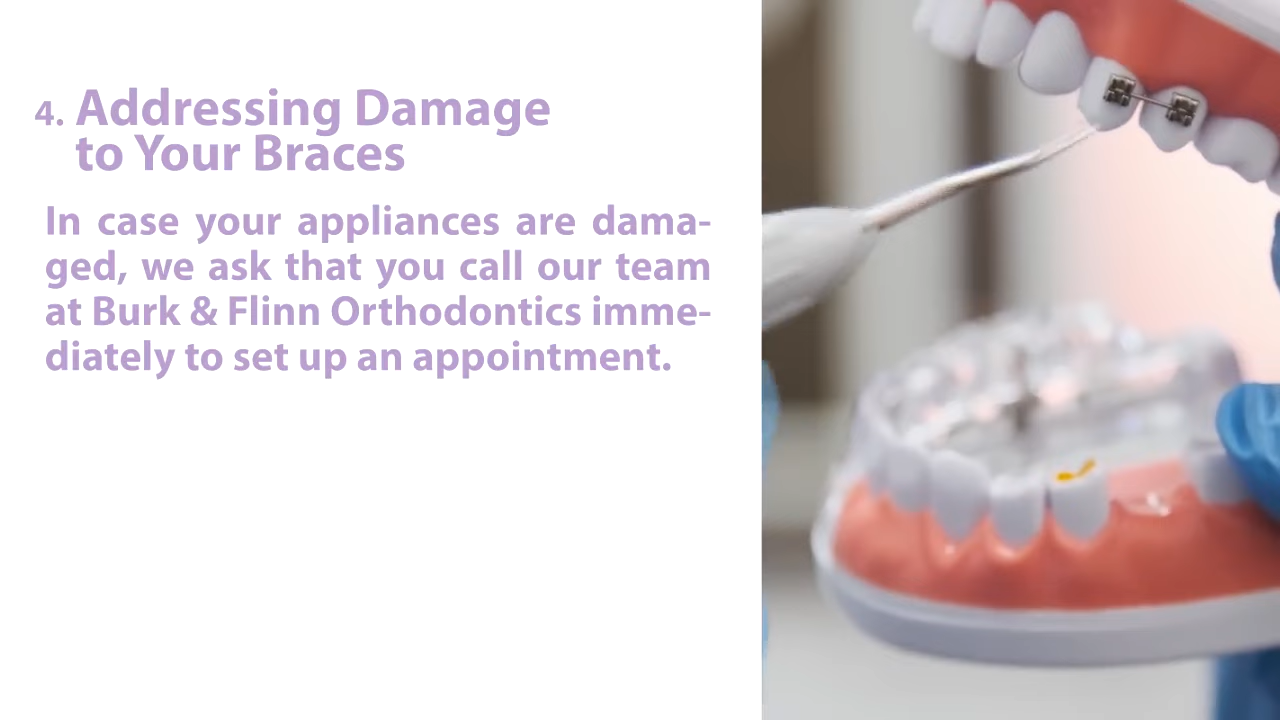 4. Addressing Damage
to Your Braces
In case your appliances are dama-
ged, we ask that you call our team
at Burk & Flinn Orthodontics imme-
diately to set up an appointment.